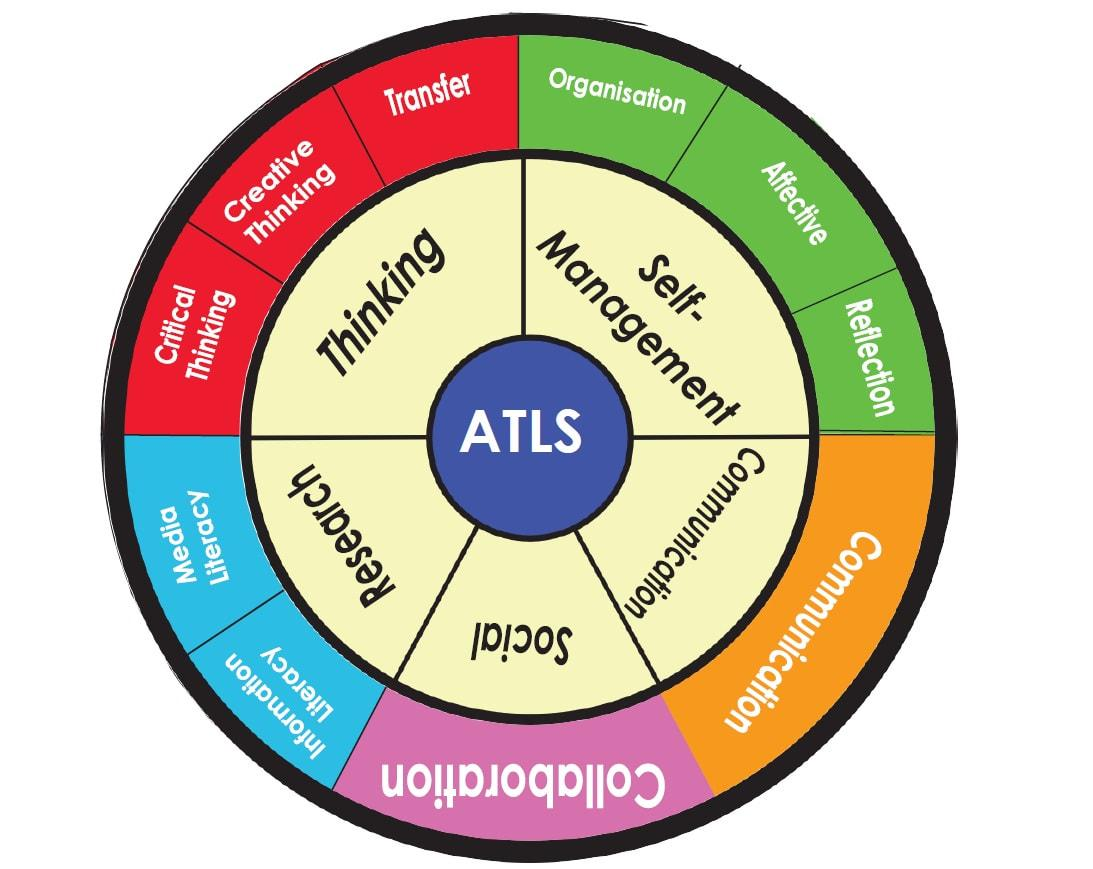 Transfer
Organisation
Creative
Thinking
Affective
Critical
Thinking
Reflection
Thinking
Self-
Management
ATLS
Research
Communication
Social
Media
Literacy
Communication
Information
Literacy
Collaboration